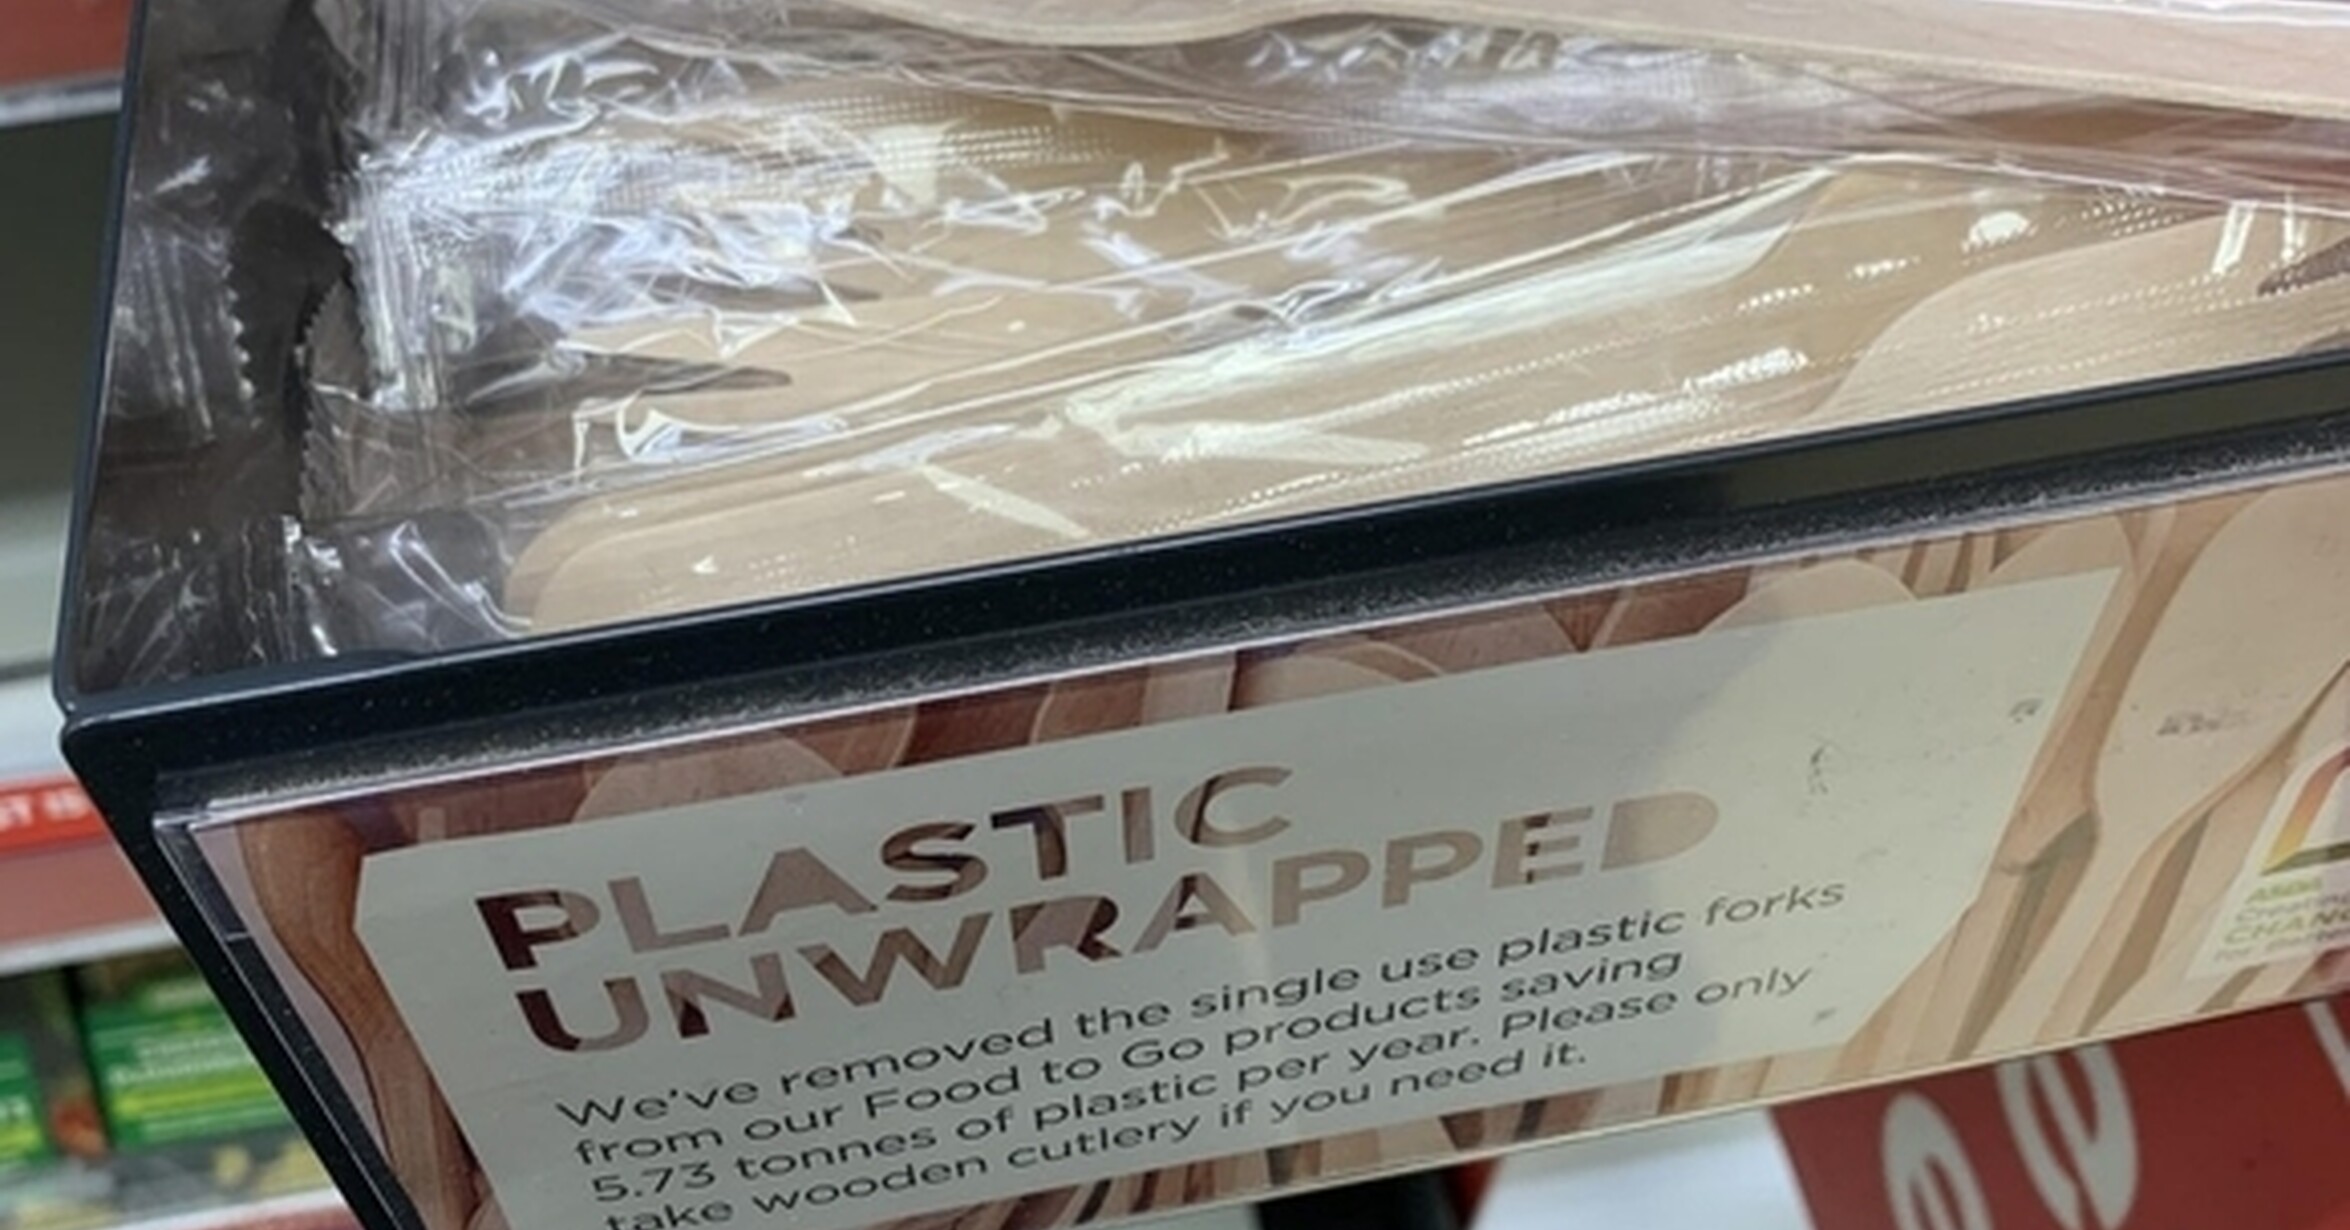 PLASTIC
UNWRAPPED
We've removed the single use plastic forks
from our Food to Go products saving
5.73 tonnes of plastic per year. Please only
take wooden cutlery if you need it.
CHAN